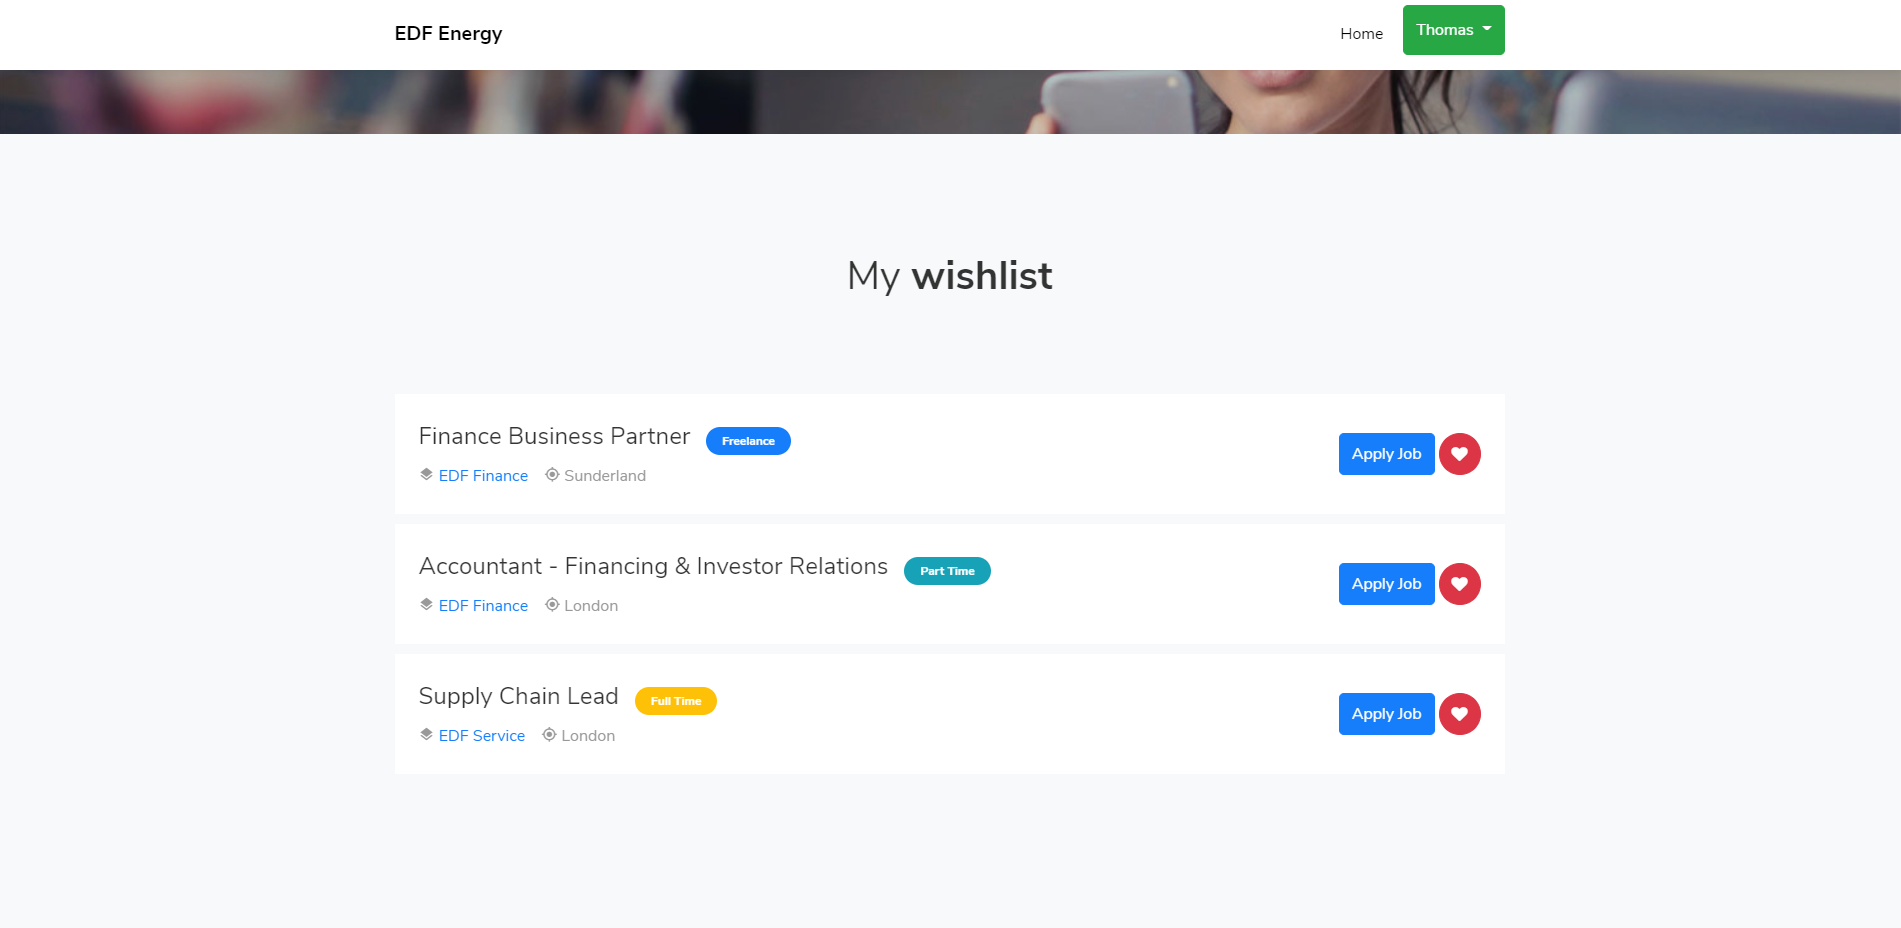 EDF Energy
Home
Thomas
My wishlist
Finance Business Partner Freelance
EDF Finance Sunderland
Apply Job
Accountant - Financing & Investor Relations Part Time
EDF Finance London
Apply Job
Supply Chain Lead Full Time
EDF Service London
Apply Job